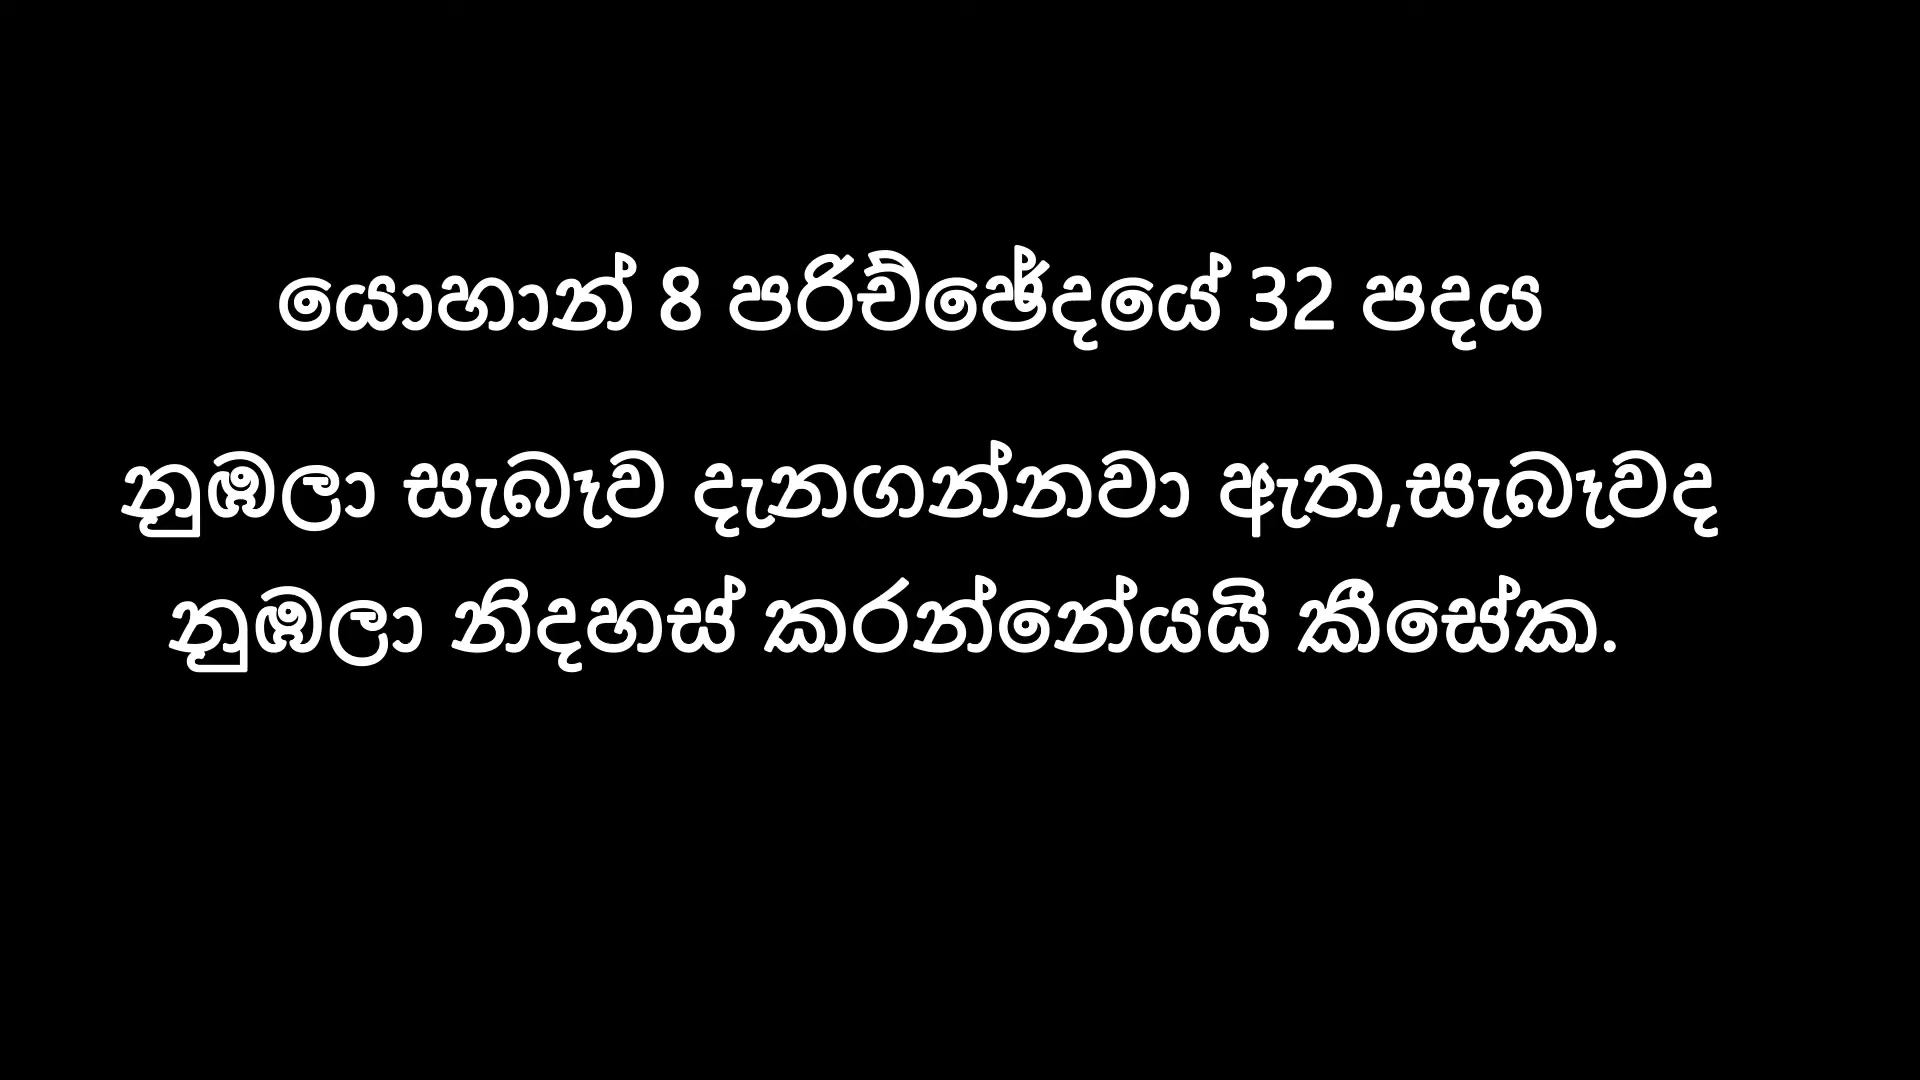 යොහාන් 8 පරිච්ඡේදයේ 32 පදය
නුඹලා සැබෑව දැනගන්නවා ඇත,සැබෑවද
නුඹලා නිදහස් කරන්නේයයි කීසේක.